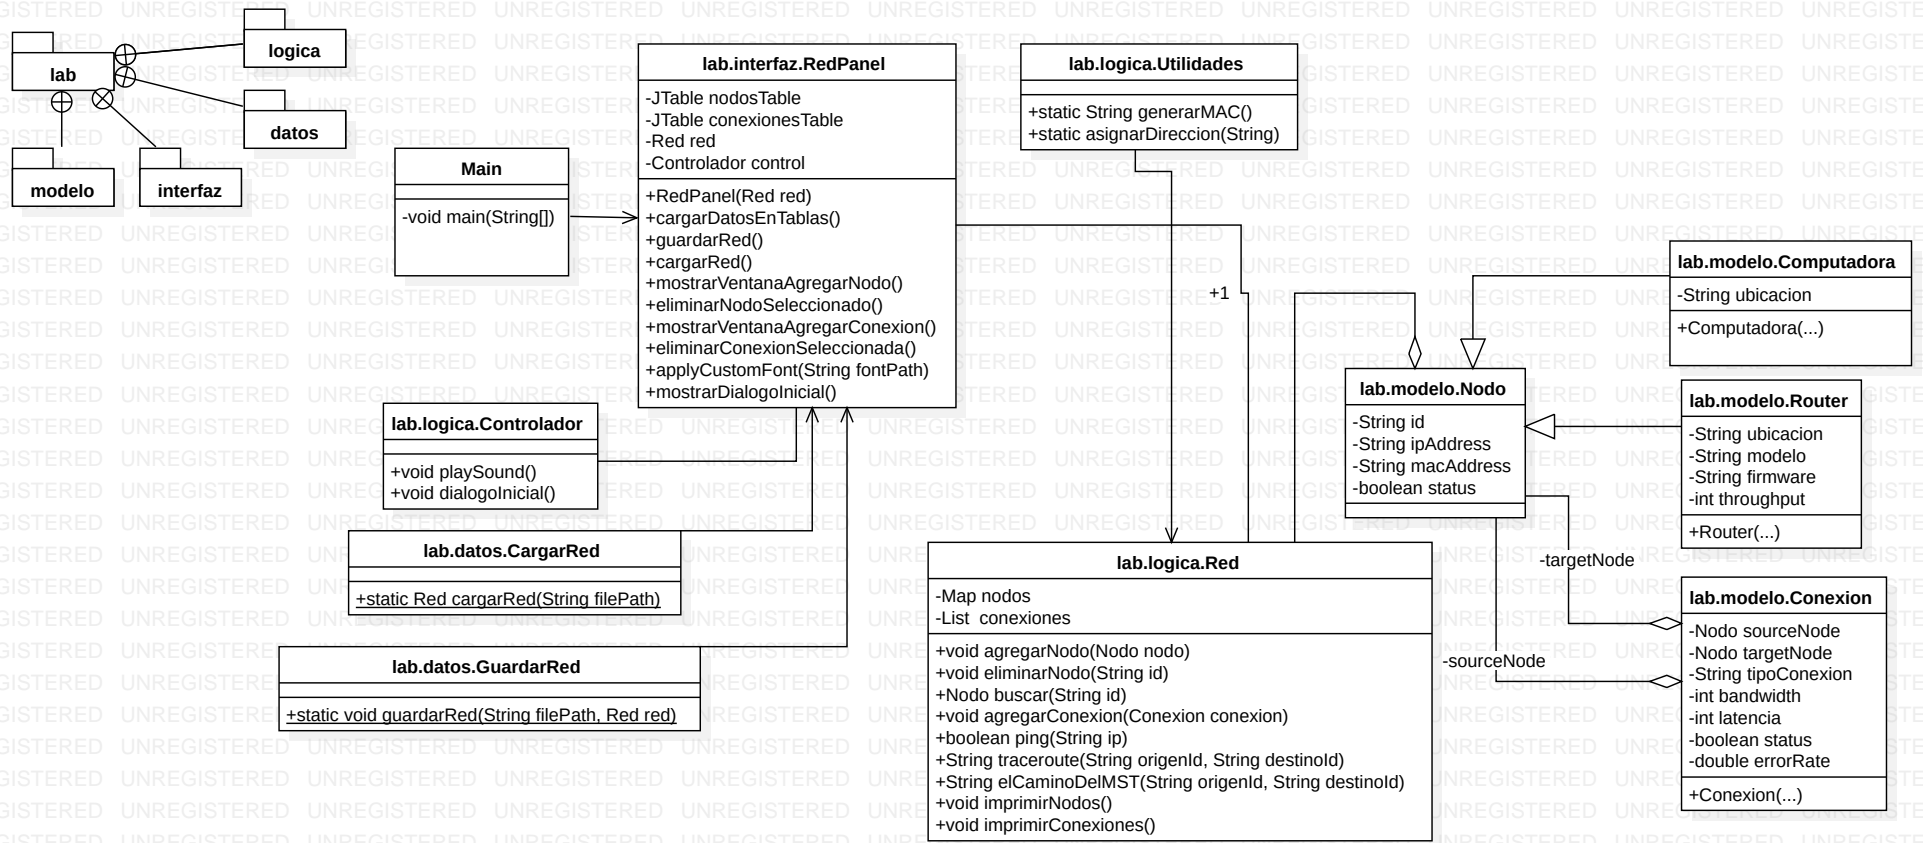 lab
logica
datos
modelo
interfaz
Main
-void main(String[])
lab.interfaz.RedPanel
-JTable nodosTable
-JTable conexionesTable
-Red red
-Controlador control
+RedPanel(Red red)
+cargarDatosEnTablas()
+guardarRed()
+cargarRed()
+mostrarVentanaAgregarNodo()
+eliminarNodoSeleccionado()
+mostrarVentanaAgregarConexion()
+eliminarConexionSeleccionada()
+applyCustomFont(String fontPath)
+mostrarDialogoInicial()
lab.logica.Utilidades
+static String generarMAC()
+static asignarDireccion(String)
lab.logica.Controlador
+void playSound()
+void dialogoInicial()
lab.datos.CargarRed
+static Red cargarRed(String filePath)
lab.datos.GuardarRed
+static void guardarRed(String filePath, Red red)
+1
lab.logica.Red
-Map nodos
-List  conexiones
+void agregarNodo(Nodo nodo)
+void eliminarNodo(String id)
+Nodo buscar(String id)
+void agregarConexion(Conexion conexion)
+boolean ping(String ip)
+String traceroute(String origenId, String destinoId)
+String elCaminoDelMST(String origenId, String destinoId)
+void imprimirNodos()
+void imprimirConexiones()
lab.modelo.Nodo
-String id
-String ipAddress
-String macAddress
-boolean status
-targetNode
-sourceNode
lab.modelo.Computadora
-String ubicacion
+Computadora(...)
lab.modelo.Router
-String ubicacion
-String modelo
-String firmware
-int throughput
+Router(...)
lab.modelo.Conexion
-Nodo sourceNode
-Nodo targetNode
-String tipoConexion
-int bandwidth
-int latencia
-boolean status
-double errorRate
+Conexion(...)
UNREGISTERED